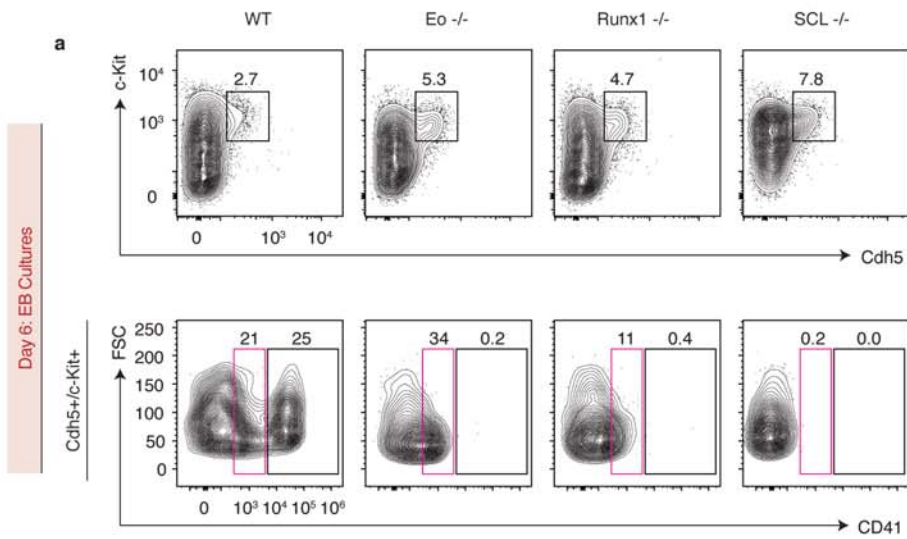 a
WT
Eo -/-
Runx1 -/-
SCL -/-
c-Kit
10⁴
10³
0
2.7
5.3
4.7
7.8
0
10³
10⁴
Cdh5
Day 6: EB Cultures
Cdh5+/c-Kit+
FSC
250
200
150
100
50
0
21
25
34
0.2
11
0.4
0.2
0.0
0
10³
10⁴
10⁵
10⁶
CD41